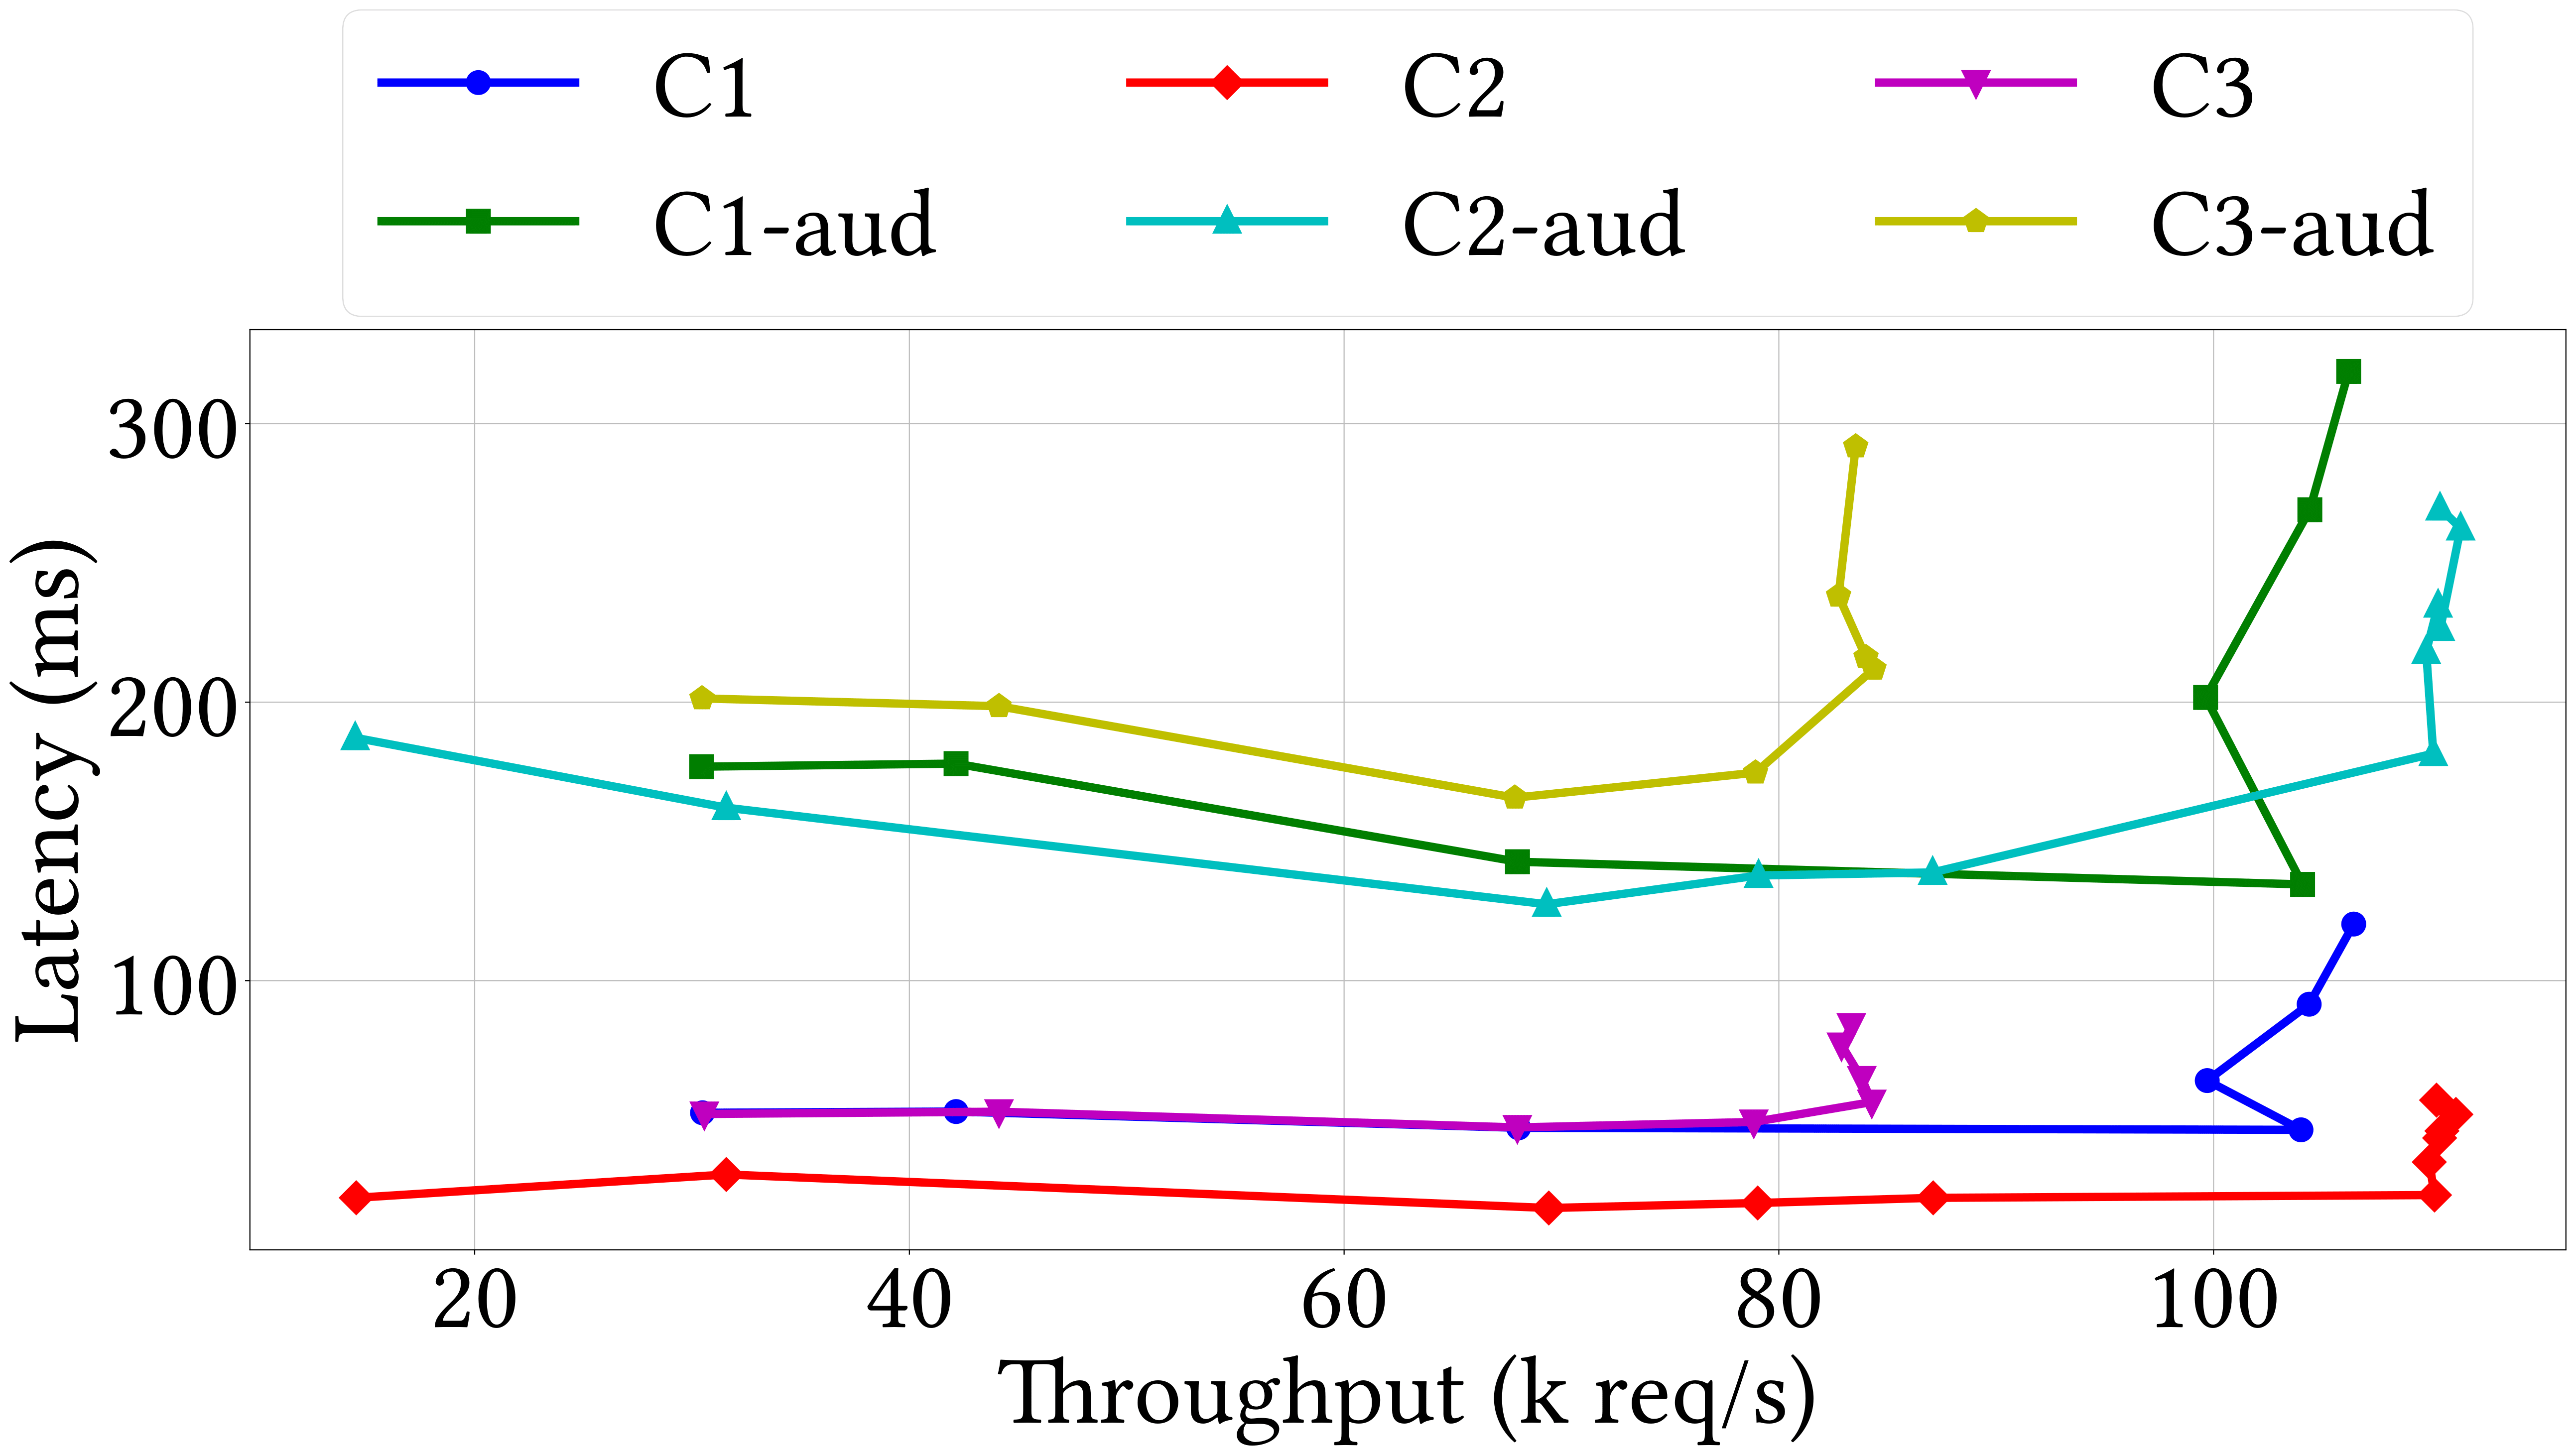 C1 C2 C3
C1-aud C2-aud C3-aud
300
200
100
Latency (ms)
20 40 60 80 100
Throughput (k req/s)